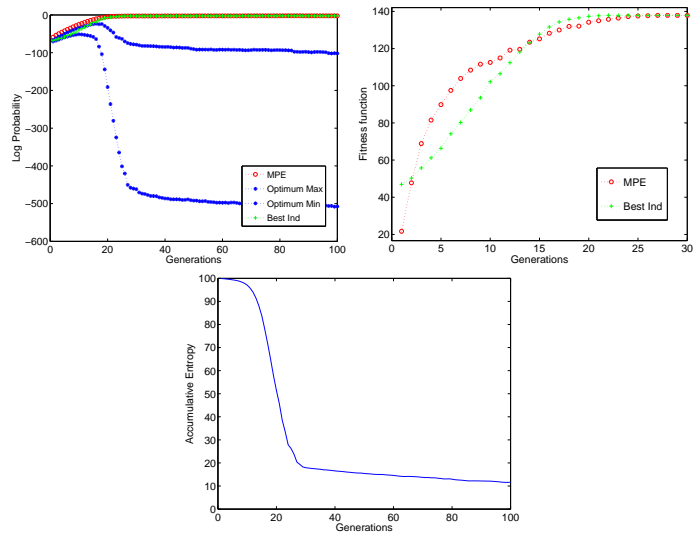 0
−100
−200
−300
−400
−500
−600
0 20 40 60 80 100
Log Probability
Generations
MPE
Optimum Max
Optimum Min
Best Ind
140
120
100
80
60
40
20
0 5 10 15 20 25 30
Fitness function
Generations
MPE
Best Ind
100
90
80
70
60
50
40
30
20
10
0
0 20 40 60 80 100
Accumulative Entropy
Generations